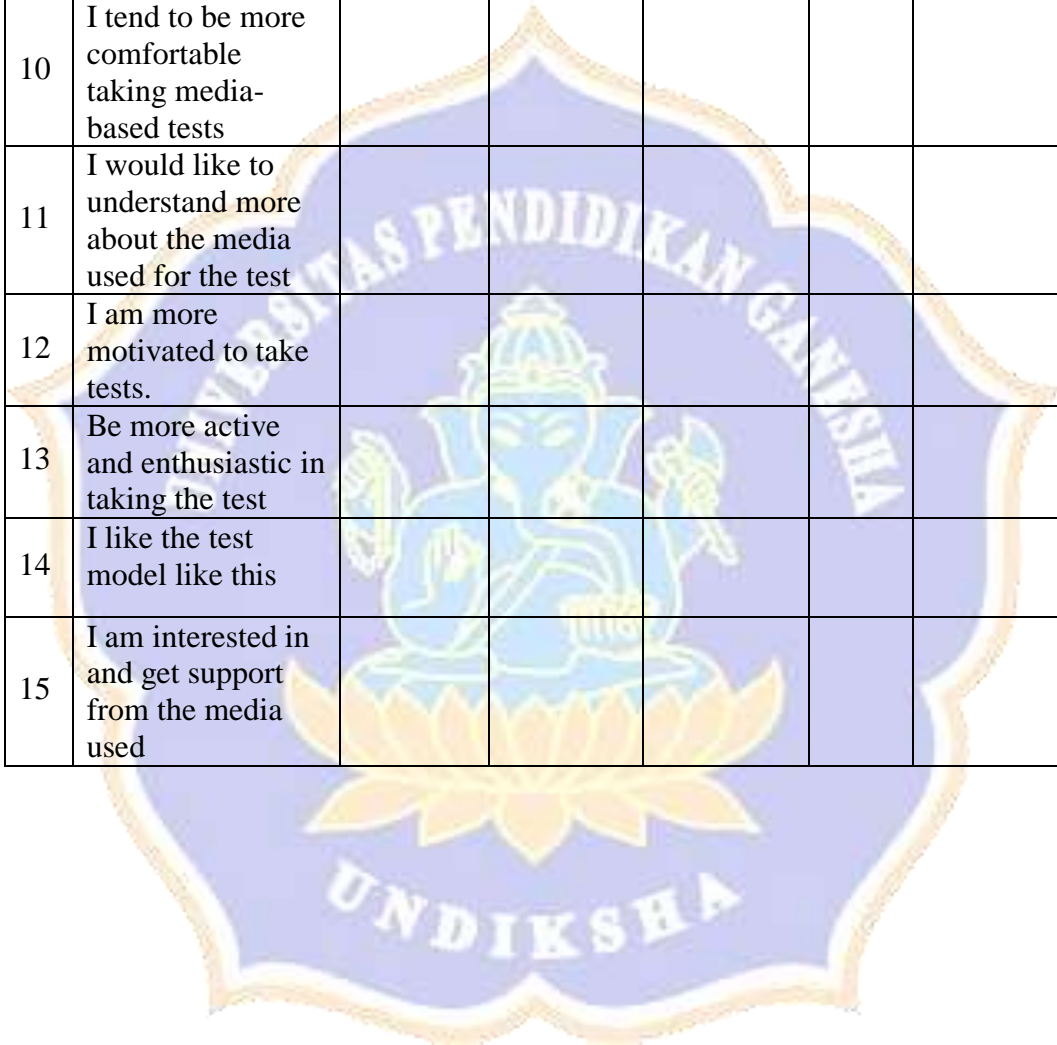 10
I tend to be more
comfortable
taking media-
based tests
11
I would like to
understand more
about the media
used for the test
12
I am more
motivated to take
tests.
13
Be more active
and enthusiastic in
taking the test
14
I like the test
model like this
15
I am interested in
and get support
from the media
used
UNIVERSITAS PENDIDIKAN GANESHA
UNDIKSHA